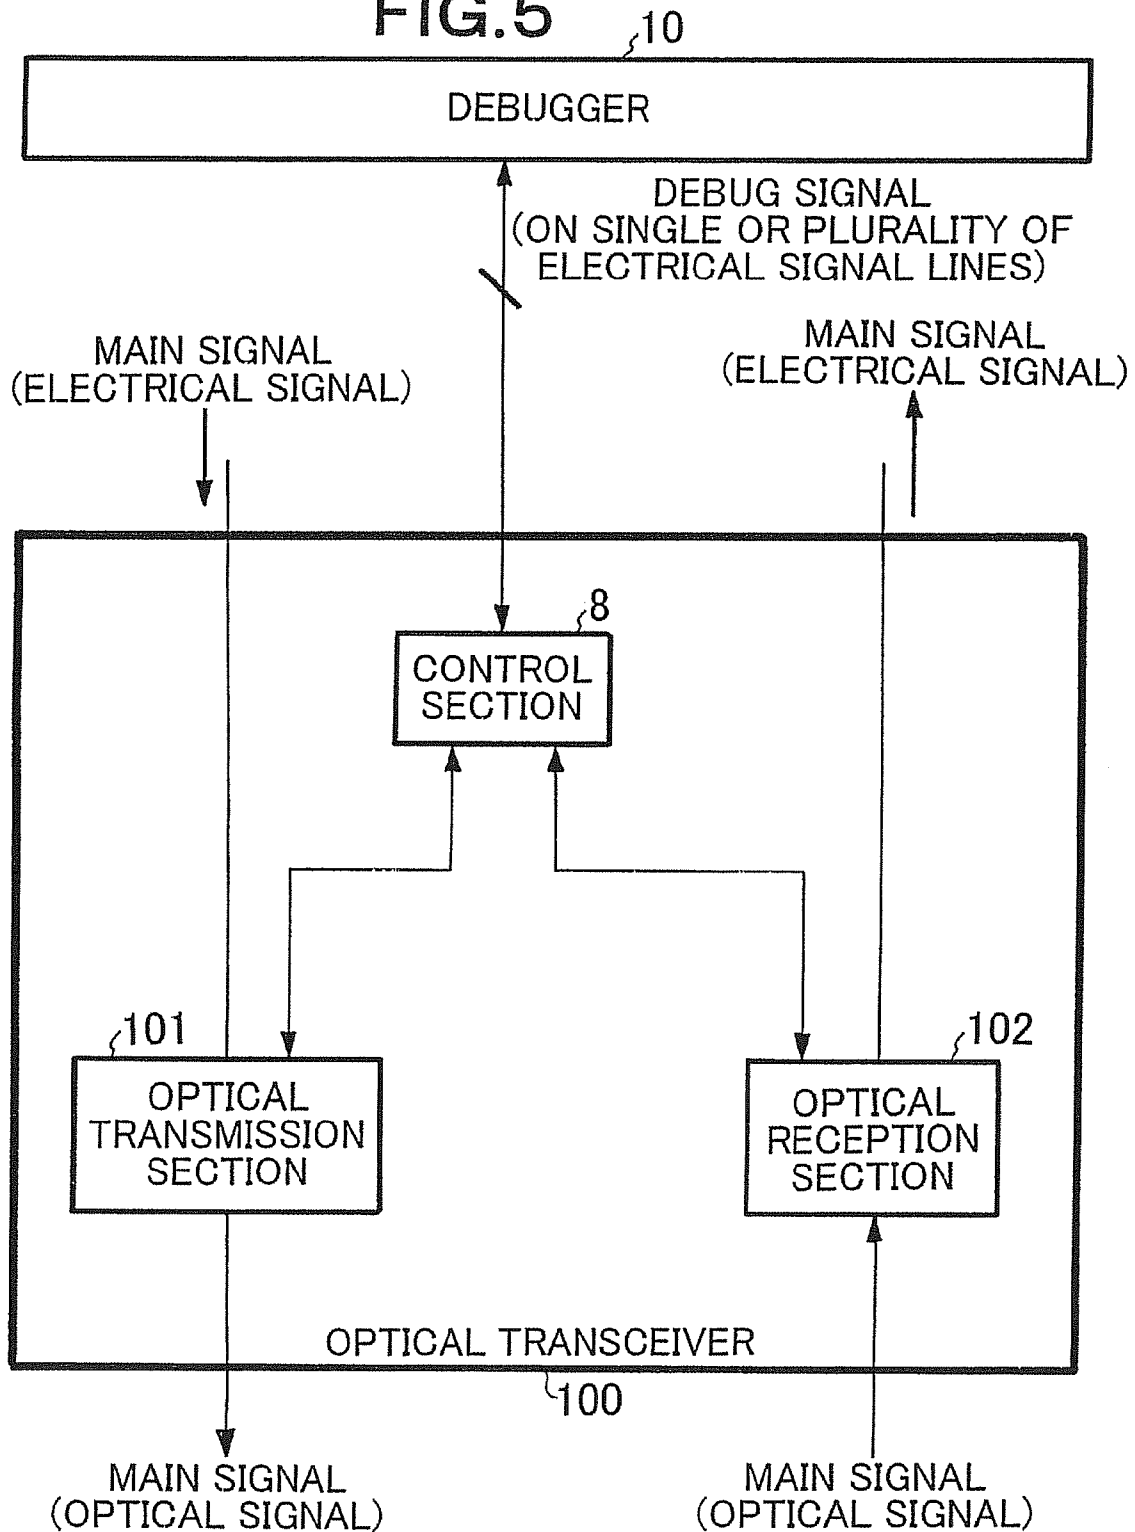 FIG.5
10
DEBUGGER
DEBUG SIGNAL
(ON SINGLE OR PLURALITY OF
ELECTRICAL SIGNAL LINES)
MAIN SIGNAL
(ELECTRICAL SIGNAL)
MAIN SIGNAL
(ELECTRICAL SIGNAL)
8
CONTROL
SECTION
101
OPTICAL
TRANSMISSION
SECTION
102
OPTICAL
RECEPTION
SECTION
OPTICAL TRANSCEIVER
100
MAIN SIGNAL
(OPTICAL SIGNAL)
MAIN SIGNAL
(OPTICAL SIGNAL)